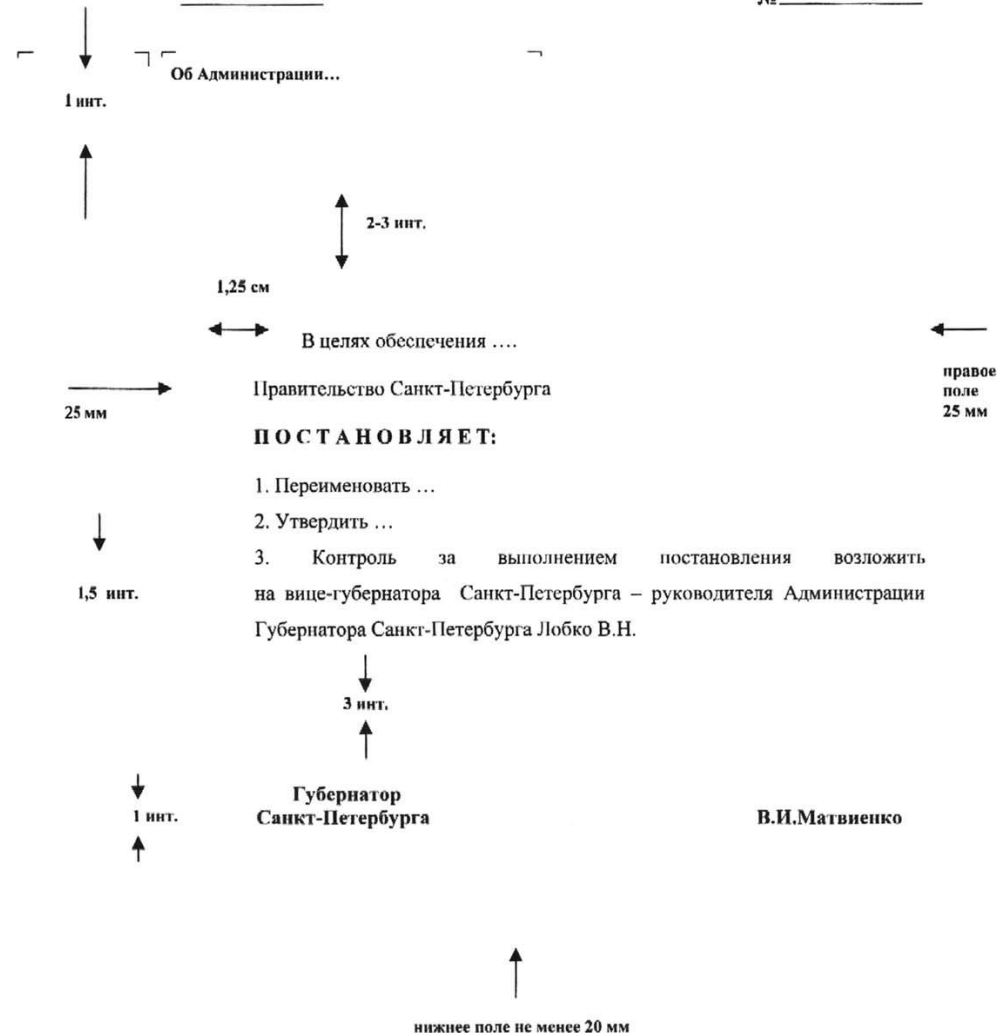 №
Об Администрации...
1 инт.
2-3 инт.
1,25 см
В целях обеспечения ….
правое
поле
25 мм
Правительство Санкт-Петербурга
25 мм
П О С Т А Н О В Л Я Е Т:
1. Переименовать …
2. Утвердить …
3. Контроль за выполнением постановления возложить
1,5 инт.
на вице-губернатора Санкт-Петербурга – руководителя Администрации
Губернатора Санкт-Петербурга Лобко В.Н.
3 инт.
Губернатор
1 инт.
Санкт-Петербурга
В.И.Матвиенко
нижнее поле не менее 20 мм